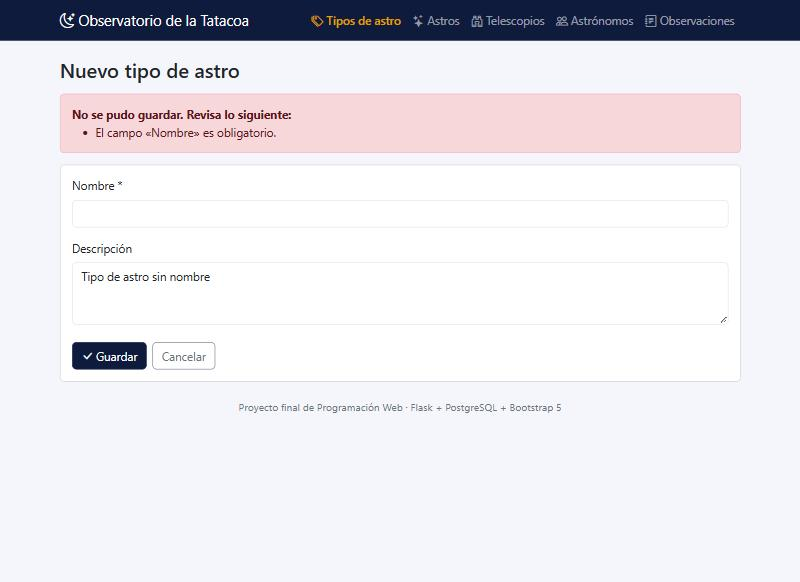 Observatorio de la Tatacoa
Tipos de astro
Astros
Telescopios
Astrónomos
Observaciones
Nuevo tipo de astro
No se pudo guardar. Revisa lo siguiente:
• El campo «Nombre» es obligatorio.
Nombre *
Descripción
Tipo de astro sin nombre
Guardar
Cancelar
Proyecto final de Programación Web · Flask + PostgreSQL + Bootstrap 5